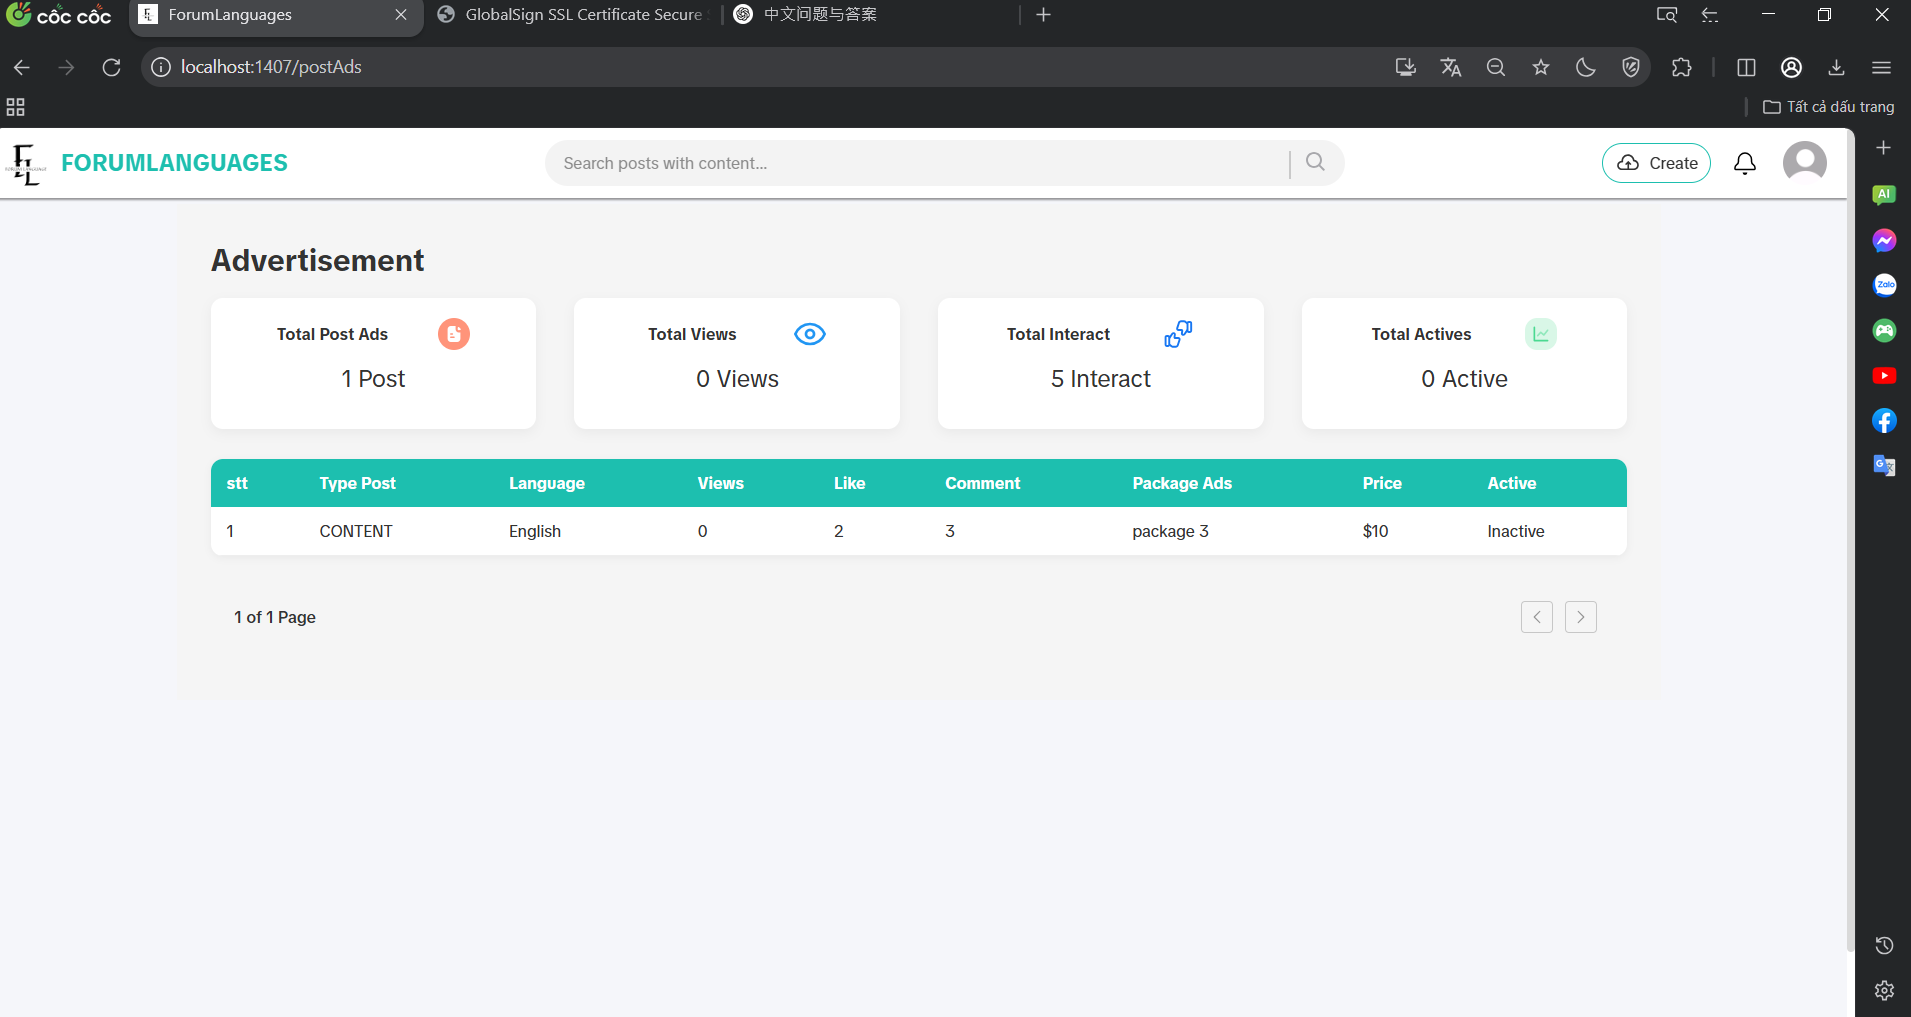 cốc cốc
ForumLanguages
GlobalSign SSL Certificate Secure
中文问题与答案
localhost:1407/postAds
Tất cả dấu trang
FL
FORUMLANGUAGES
Search posts with content...
Create
AI
Zalo
Advertisement
Total Post Ads
1 Post
Total Views
0 Views
Total Interact
5 Interact
Total Actives
0 Active
stt Type Post Language Views Like Comment Package Ads Price Active
1 CONTENT English 0 2 3 package 3 $10 Inactive
1 of 1 Page